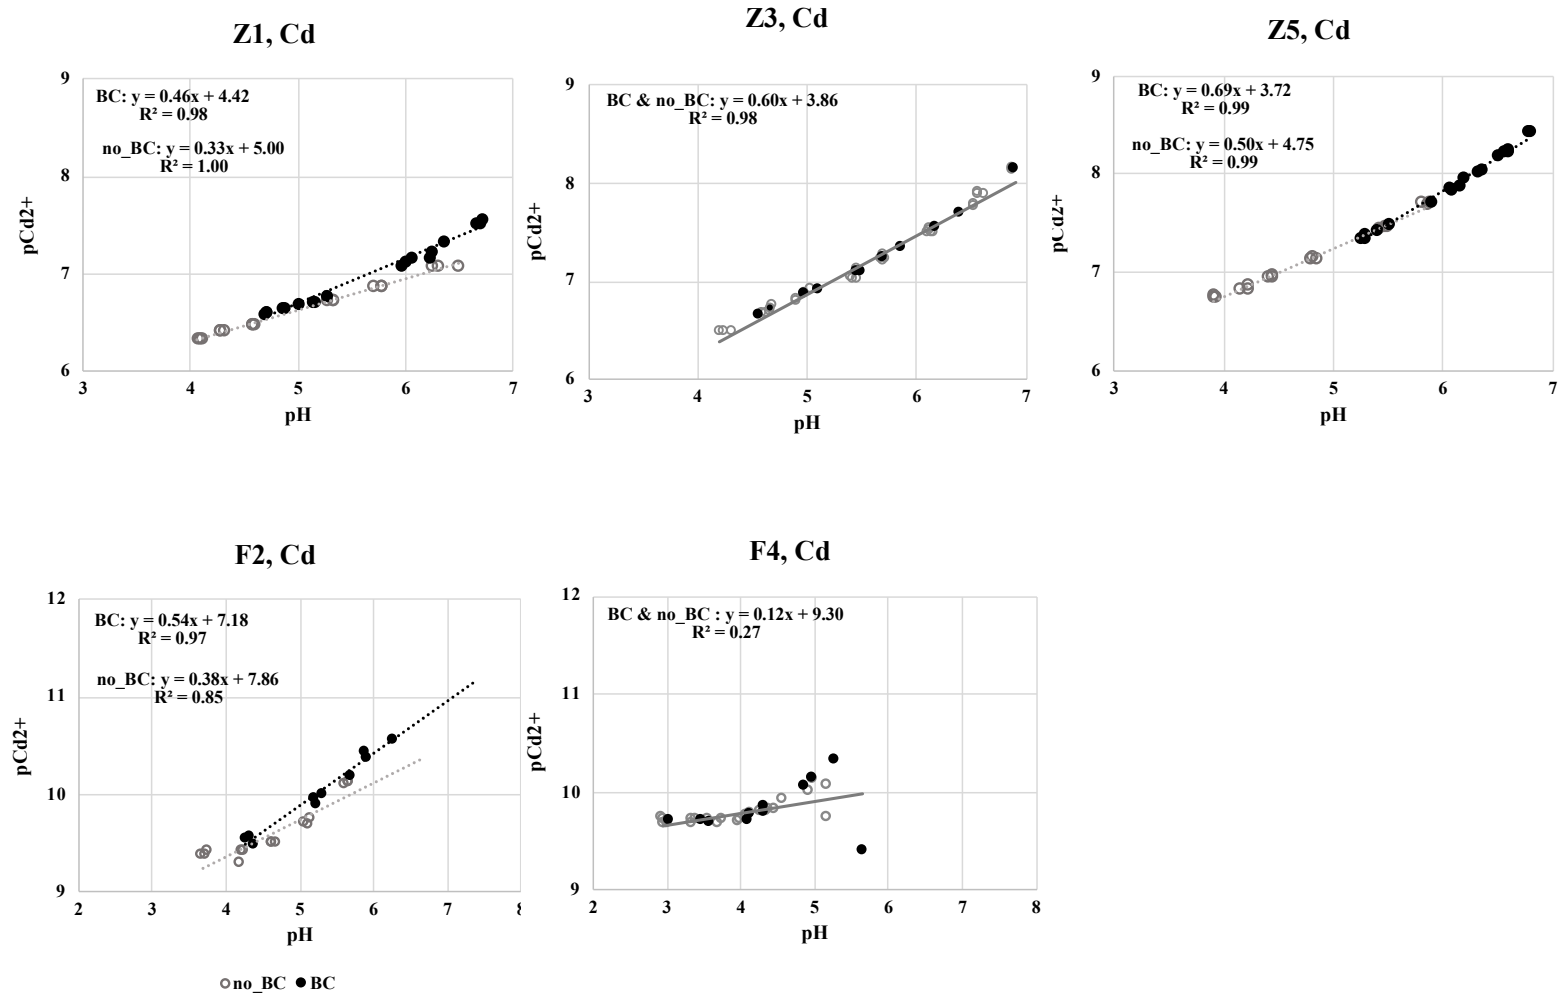 Z1, Cd
BC: y = 0.46x + 4.42
R² = 0.98
no_BC: y = 0.33x + 5.00
R² = 1.00
9
8
7
6
3
4
5
6
7
pCd2+
pH
Z3, Cd
BC & no_BC: y = 0.60x + 3.86
R² = 0.98
9
8
7
6
3
4
5
6
7
pCd2+
pH
Z5, Cd
BC: y = 0.69x + 3.72
R² = 0.99
no_BC: y = 0.50x + 4.75
R² = 0.99
9
8
7
6
3
4
5
6
7
pCd2+
pH
F2, Cd
BC: y = 0.54x + 7.18
R² = 0.97
no_BC: y = 0.38x + 7.86
R² = 0.85
12
11
10
9
2
3
4
5
6
7
8
pCd2+
pH
F4, Cd
BC & no_BC : y = 0.12x + 9.30
R² = 0.27
12
11
10
9
2
3
4
5
6
7
8
pCd2+
pH
no_BC
BC